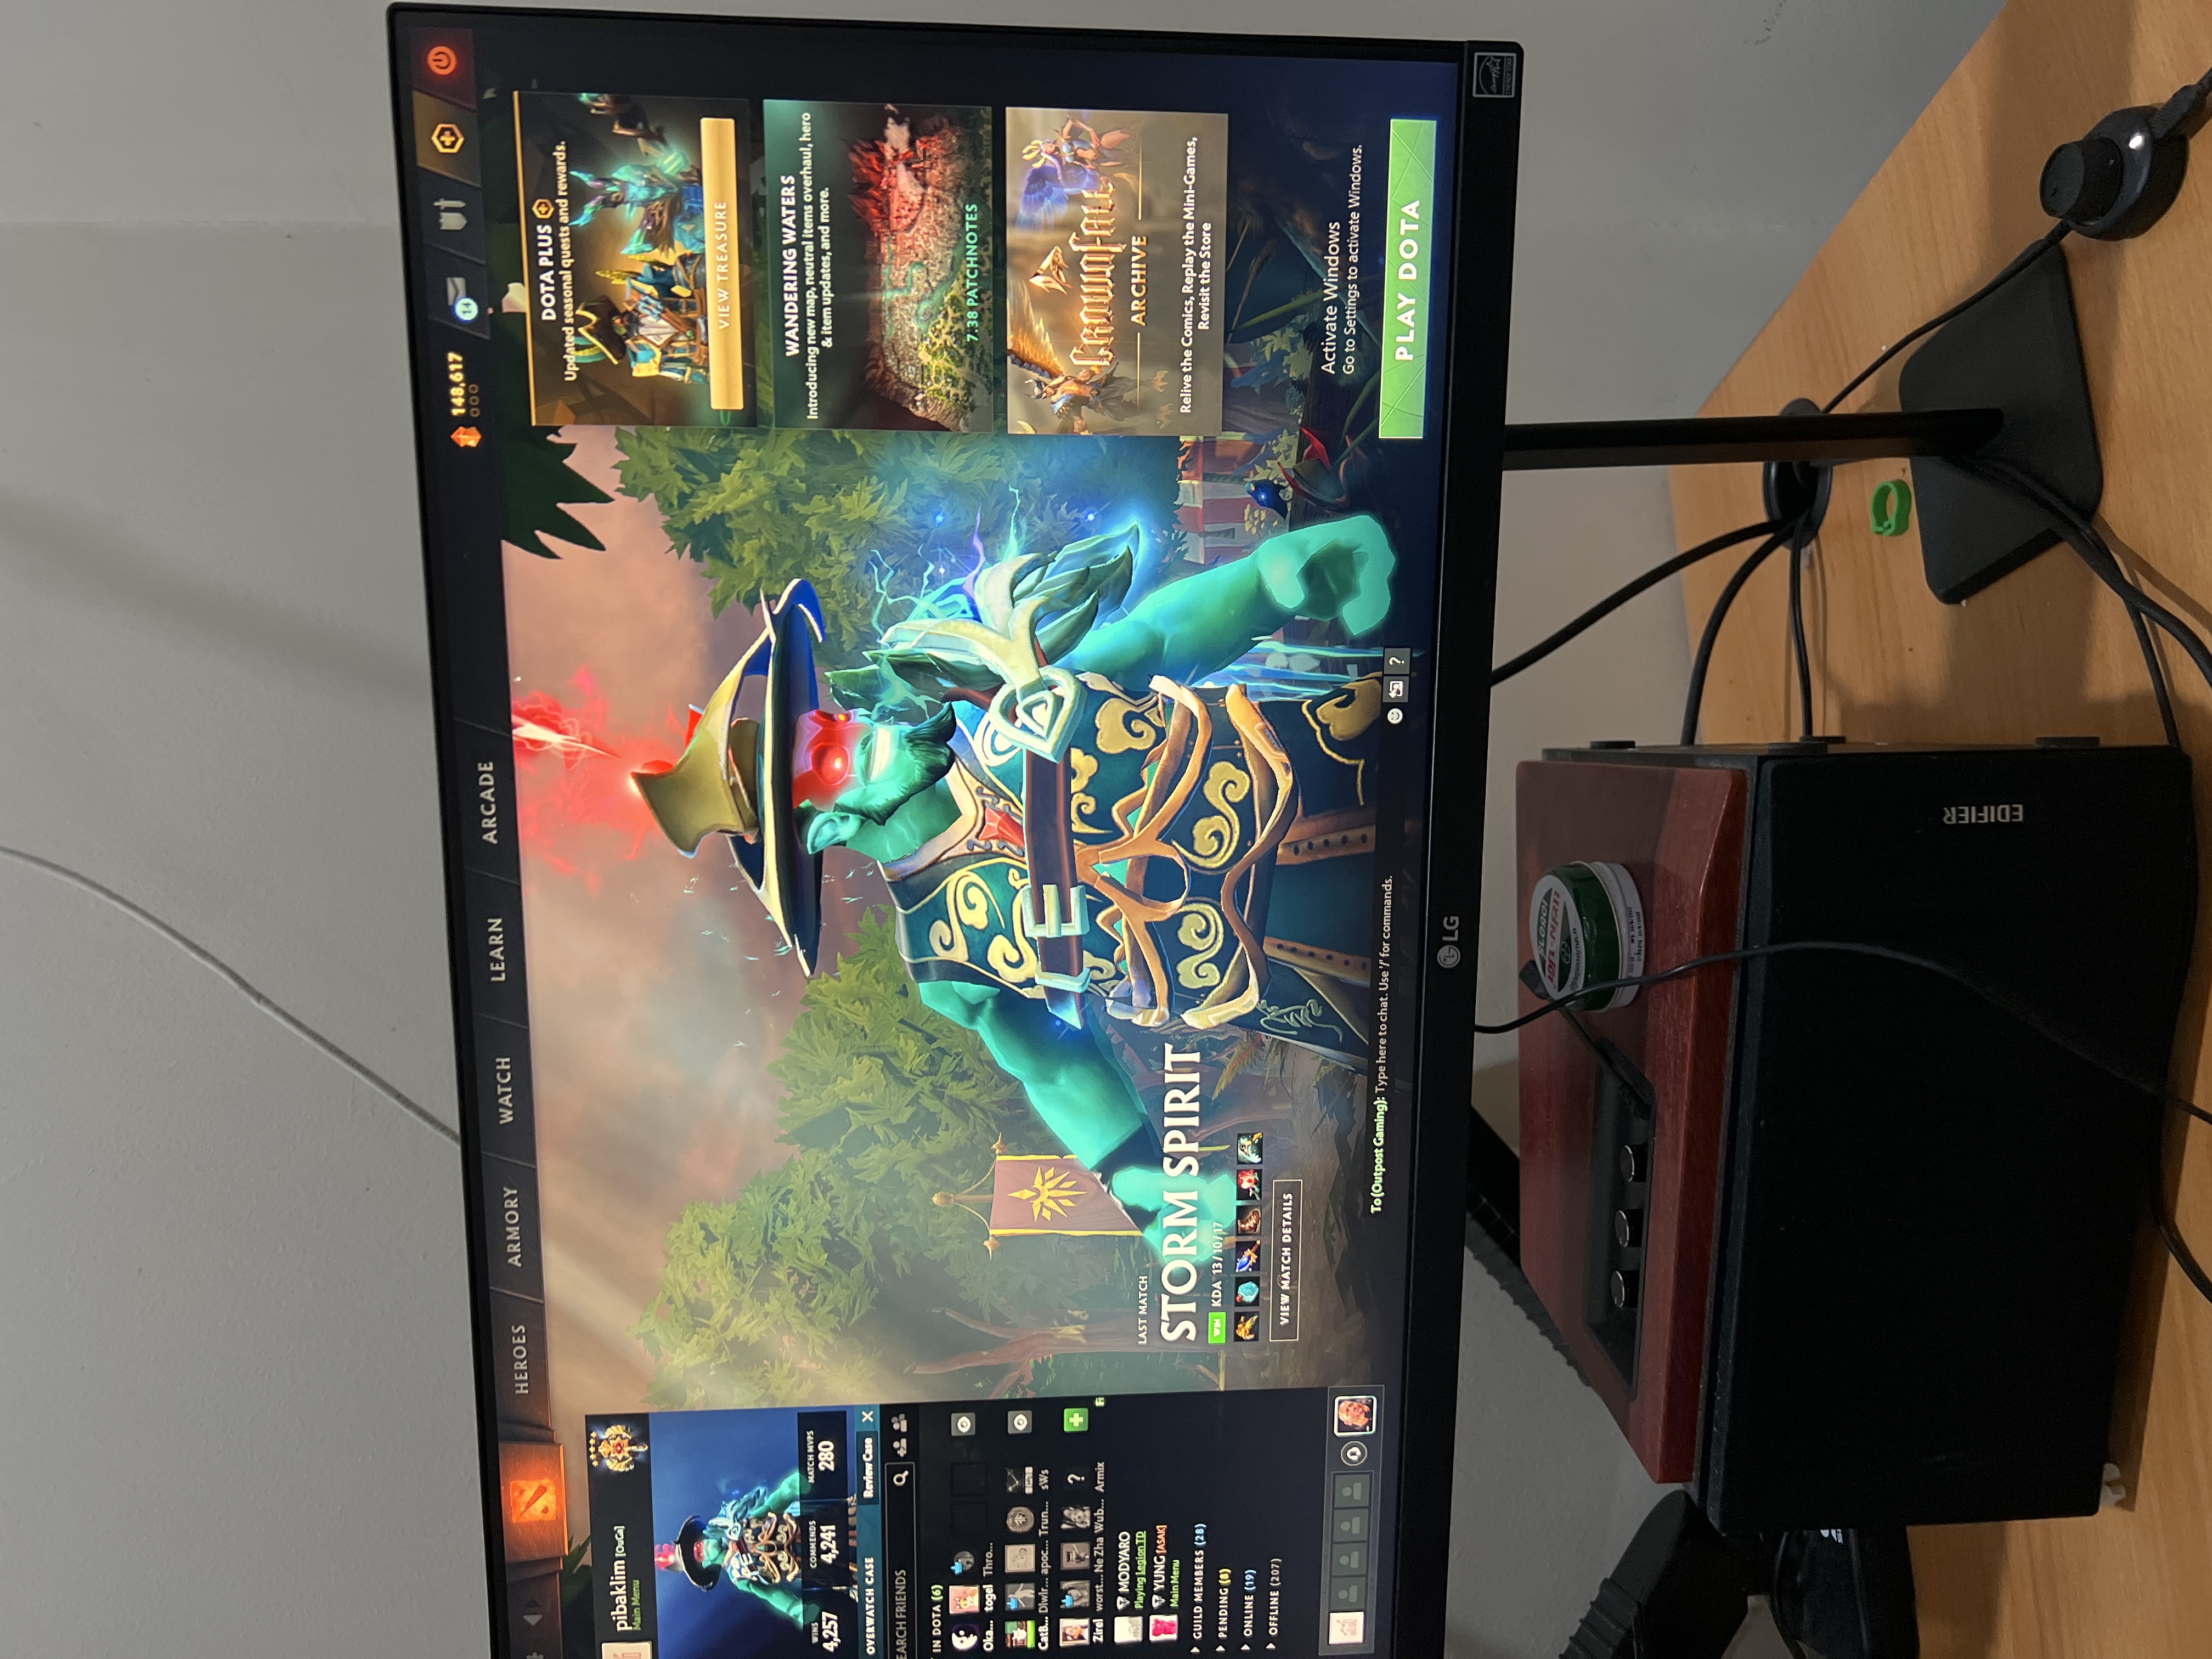 HEROES
ARMORY
WATCH
LEARN
ARCADE
148,617
14
pibaklim [OuGa]
Main Menu
WINS
4,257
COMMENDS
4,241
MATCH MVPS
280
OVERWATCH CASE
Review Case
EARCH FRIENDS
IN DOTA (6)
Oka... togel Thro...
CatB... Dlwlr... apoc... Trun... sWs
Zirel worst... Ne Zha Wub... ? Armix
MODYARO
Playing Legion TD
YUNG [ASAK]
Main Menu
GUILD MEMBERS (28)
PENDING (8)
ONLINE (19)
OFFLINE (207)
LAST MATCH
STORM SPIRIT
WIN KDA 13/10/17
VIEW MATCH DETAILS
To (Outpost Gaming): Type here to chat. Use '/' for commands.
?
DOTA PLUS
Updated seasonal quests and rewards.
VIEW TREASURE
WANDERING WATERS
Introducing new map, neutral items overhaul, hero
& item updates, and more.
7.38 PATCHNOTES
CROWNFALL
ARCHIVE
Relive the Comics, Replay the Mini-Games,
Revisit the Store
Activate Windows
Go to Settings to activate Windows.
PLAY DOTA
LG
ENERGY STAR
EDIFIER